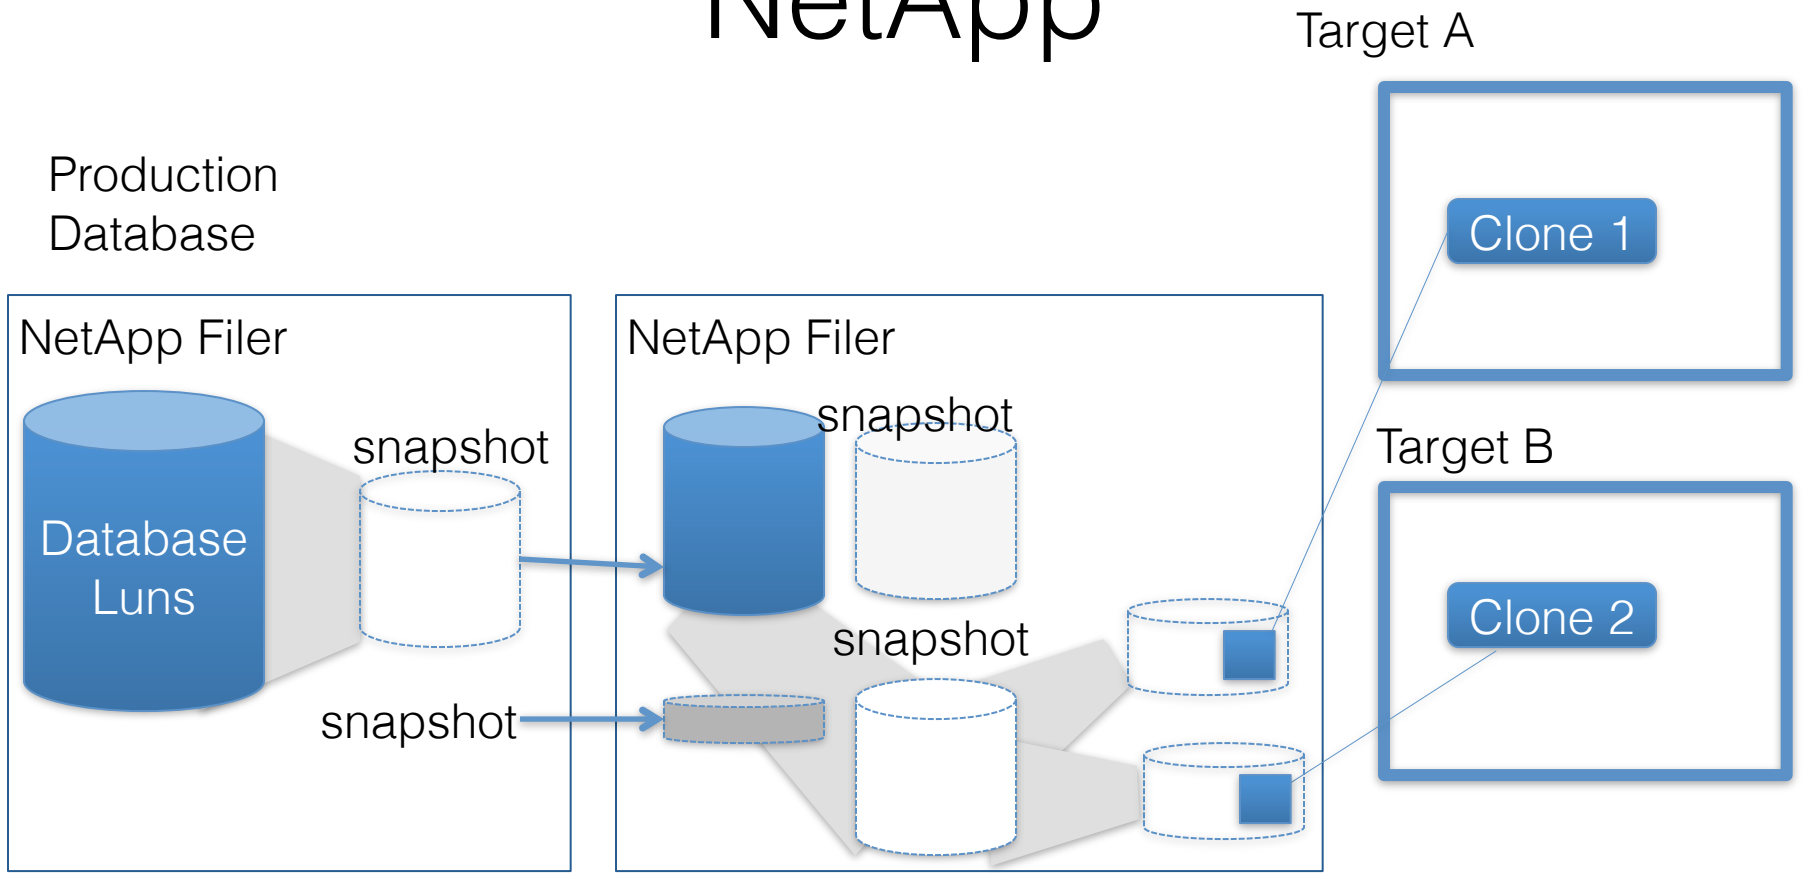 NetApp
Target A
Production
Database
Clone 1
NetApp Filer
NetApp Filer
snapshot
snapshot
Target B
Database
Luns
Clone 2
snapshot
snapshot